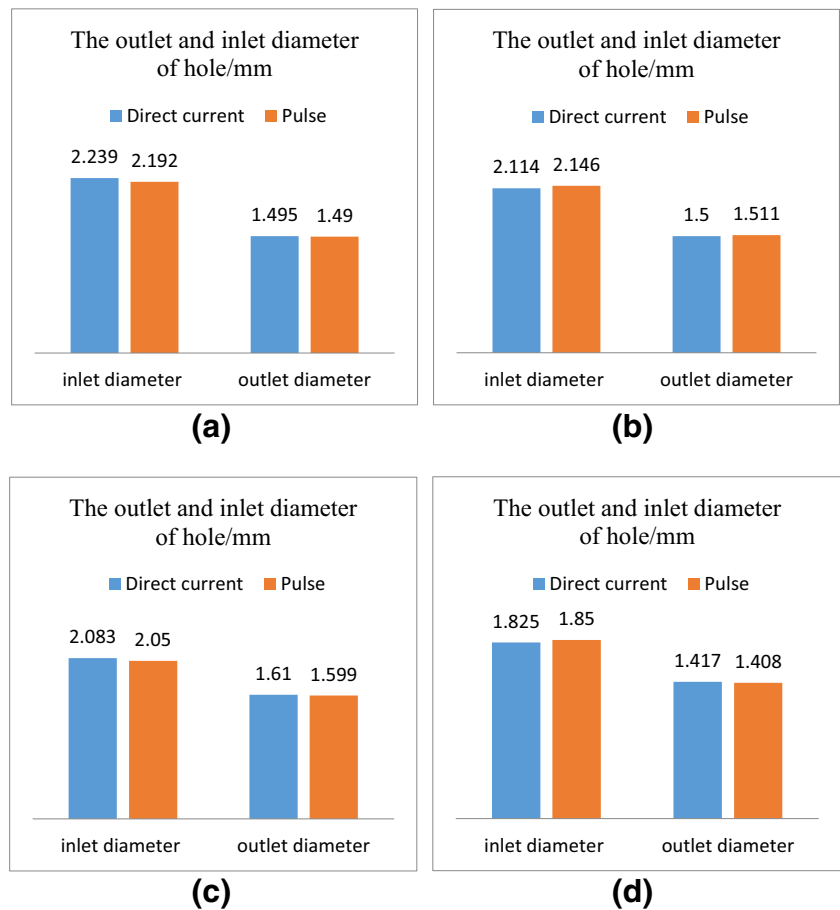 The outlet and inlet diameter
of hole/mm
Direct current Pulse
2.239 2.192 1.495 1.49
inlet diameter outlet diameter
(a)
The outlet and inlet diameter
of hole/mm
Direct current Pulse
2.114 2.146 1.5 1.511
inlet diameter outlet diameter
(b)
The outlet and inlet diameter
of hole/mm
Direct current Pulse
2.083 2.05 1.61 1.599
inlet diameter outlet diameter
(c)
The outlet and inlet diameter
of hole/mm
Direct current Pulse
1.825 1.85 1.417 1.408
inlet diameter outlet diameter
(d)